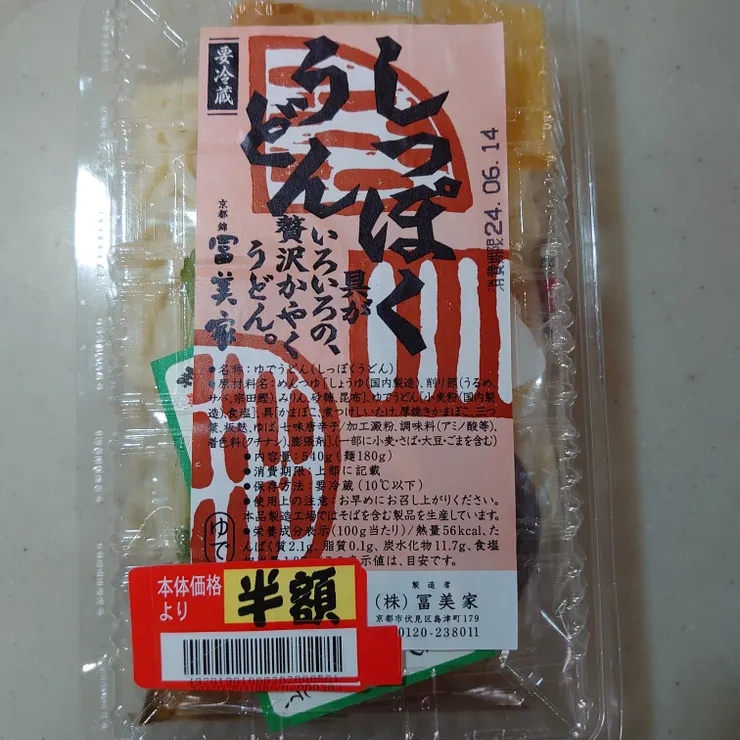 要冷蔵
しっぽく
うどん
具が
いろいろの、
贅沢かやく
うどん。
京都錦
冨美家
消費期限 24.06.14
●名称:ゆでうどん(しっぽくうどん)
●原材料名:めんつゆ[しょうゆ(国内製造)、削り節(うるめ、
サバ、宗田鰹)、みりん、砂糖、昆布]、ゆでうどん[小麦粉(国内製
造)、食塩]、具[かまぼこ、煮つけしいたけ、厚焼きかまぼこ、三つ
葉、板麩、ゆば、七味唐辛子/加工澱粉、調味料(アミノ酸等)、
着色料(クチナシ)、膨張剤]、(一部に小麦・さば・大豆・ごまを含む)
●内容量:540g(麺180g)
●消費期限:上部に記載
●保存方法:要冷蔵(10℃以下)
●使用上の注意:お早めにお召し上がりください。
本品製造工場ではそばを含む製品を生産しています。
●栄養成分表示(100g当たり)/熱量56kcal、た
んぱく質2.1g、脂質0.1g、炭水化物11.7g、食塩
表示値は、目安です。
ゆで
製造者
(株)冨美家
京都市伏見区島津町179
0120-238011
本体価格
より
半額